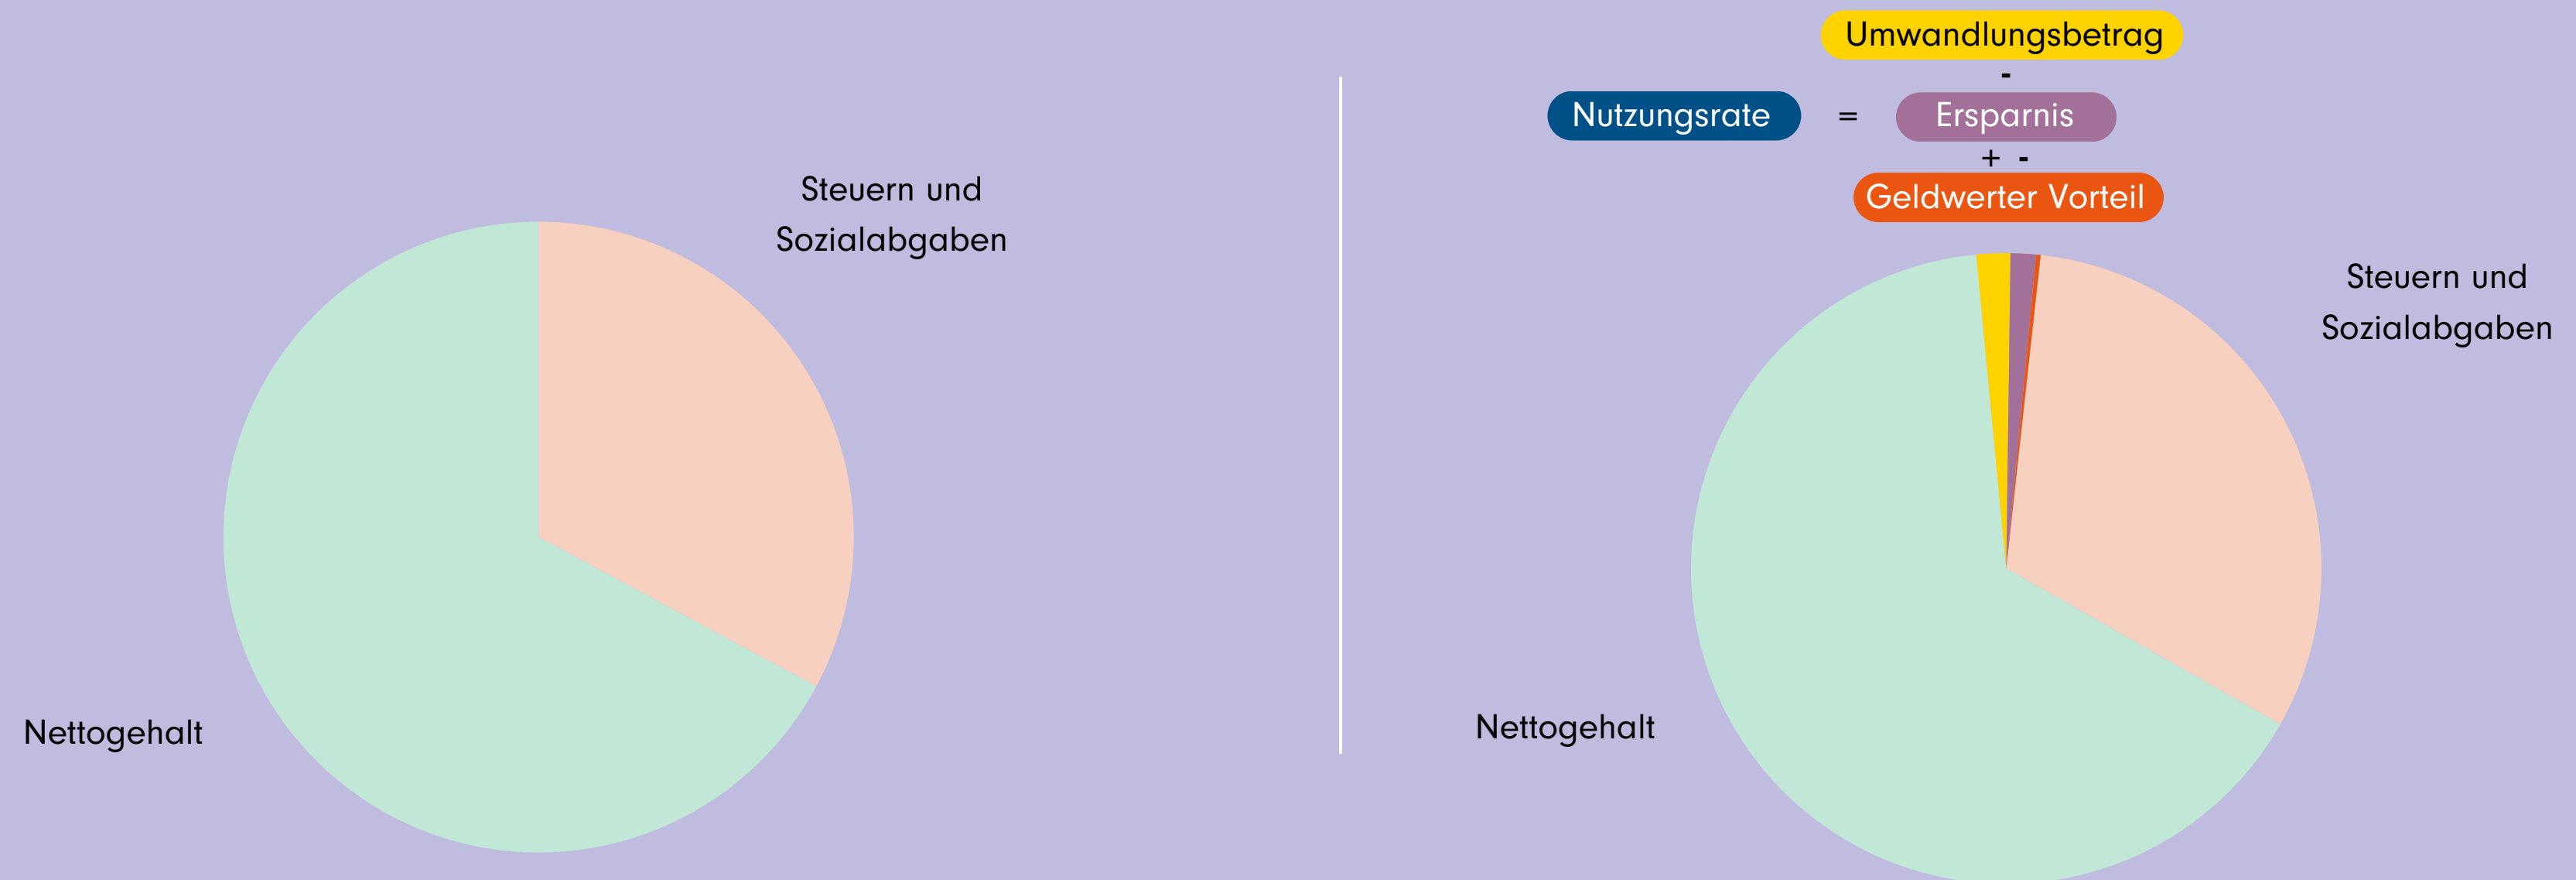 Steuern und
Sozialabgaben
Nettogehalt
Umwandlungsbetrag
-
Nutzungsrate = Ersparnis
+ -
Geldwerter Vorteil
Steuern und
Sozialabgaben
Nettogehalt